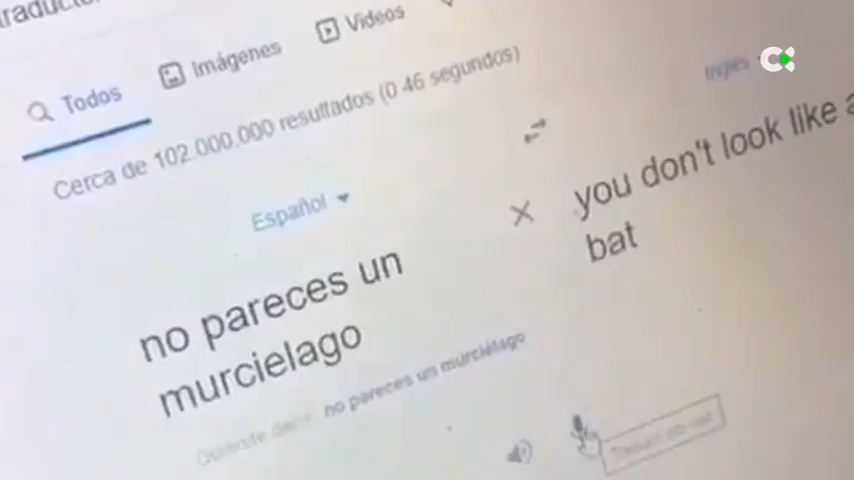 Todos
Imágenes
Videos
Cerca de 102.000.000 resultados (0 46 segundos)
Español
Inglés
no pareces un
murcielago
you don't look like a
bat
no pareces un murciélago